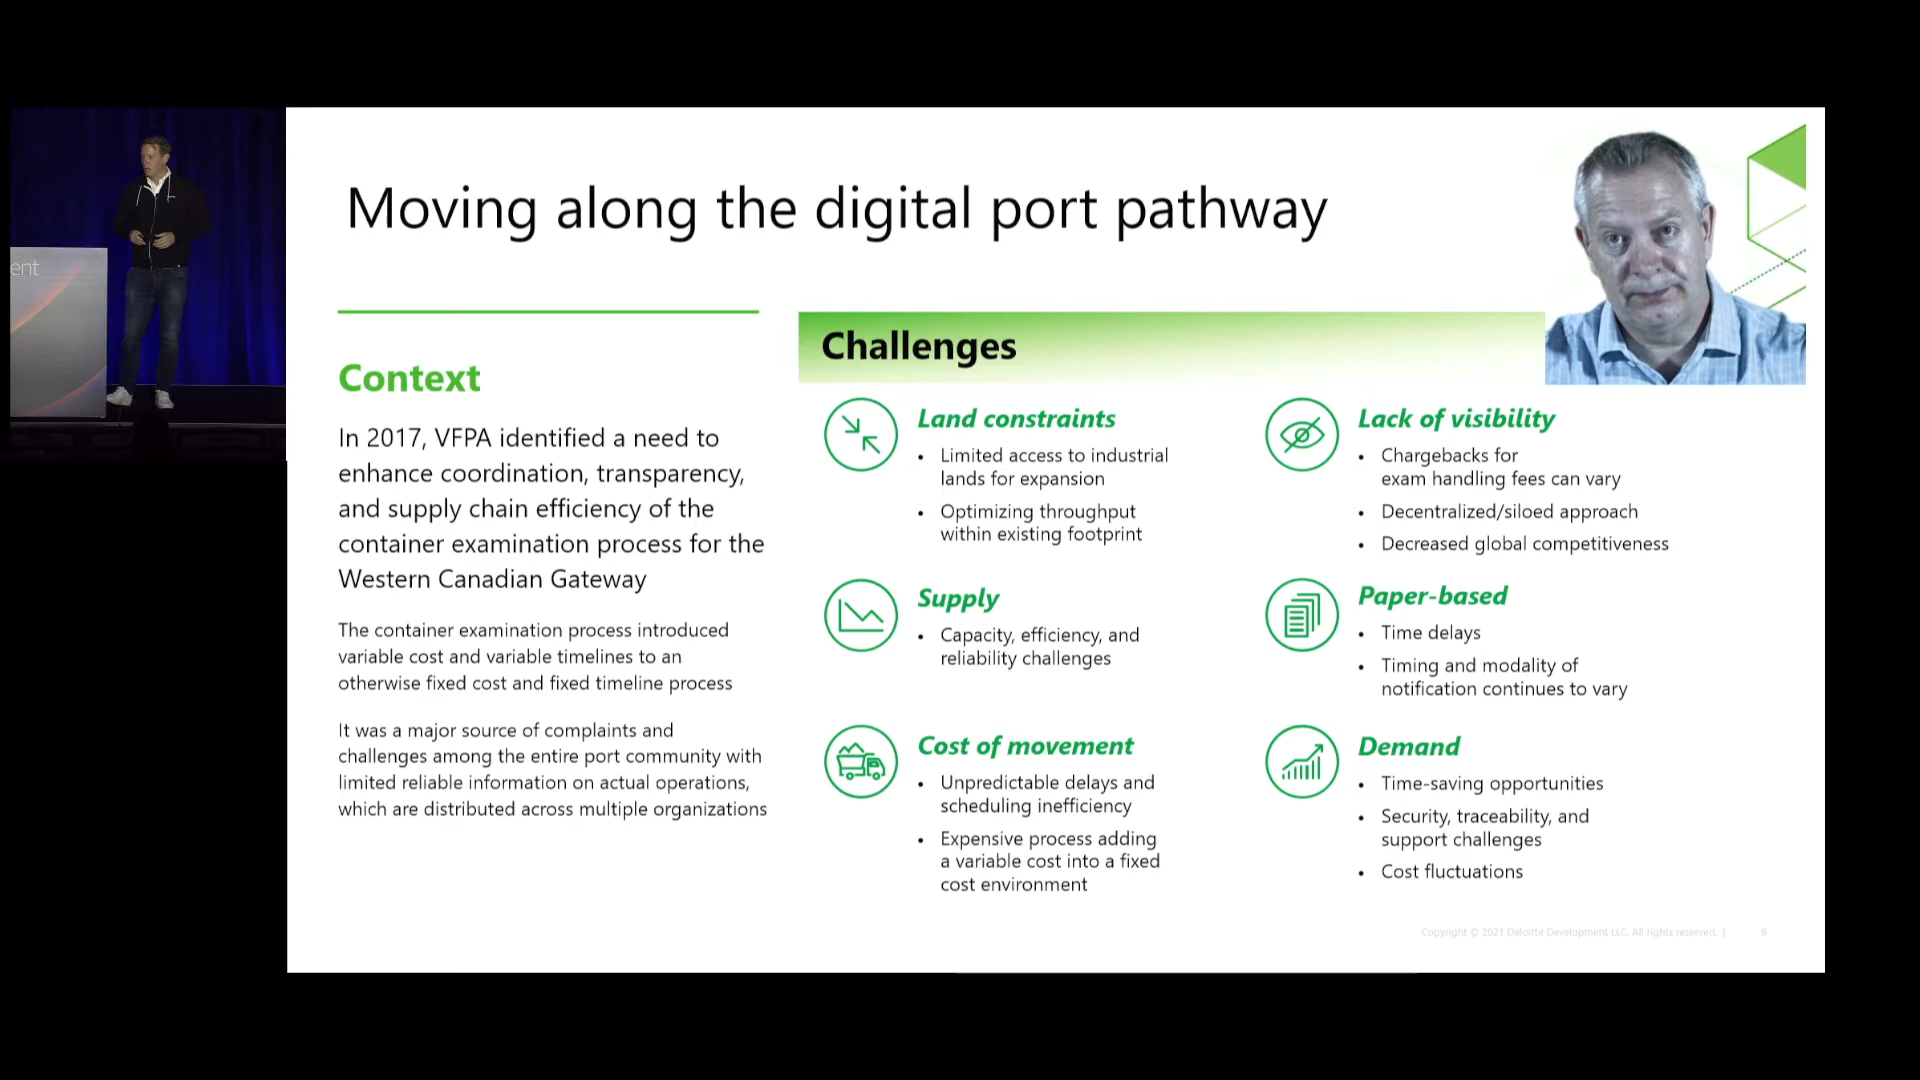 ent
Moving along the digital port pathway
Context
In 2017, VFPA identified a need to
enhance coordination, transparency,
and supply chain efficiency of the
container examination process for the
Western Canadian Gateway
The container examination process introduced
variable cost and variable timelines to an
otherwise fixed cost and fixed timeline process
It was a major source of complaints and
challenges among the entire port community with
limited reliable information on actual operations,
which are distributed across multiple organizations
Challenges
Land constraints
• Limited access to industrial
lands for expansion
• Optimizing throughput
within existing footprint
Supply
• Capacity, efficiency, and
reliability challenges
Cost of movement
• Unpredictable delays and
scheduling inefficiency
• Expensive process adding
a variable cost into a fixed
cost environment
Lack of visibility
• Chargebacks for
exam handling fees can vary
• Decentralized/siloed approach
• Decreased global competitiveness
Paper-based
• Time delays
• Timing and modality of
notification continues to vary
Demand
• Time-saving opportunities
• Security, traceability, and
support challenges
• Cost fluctuations
Copyright © 2021 Deloitte Development LLC. All rights reserved. | 6